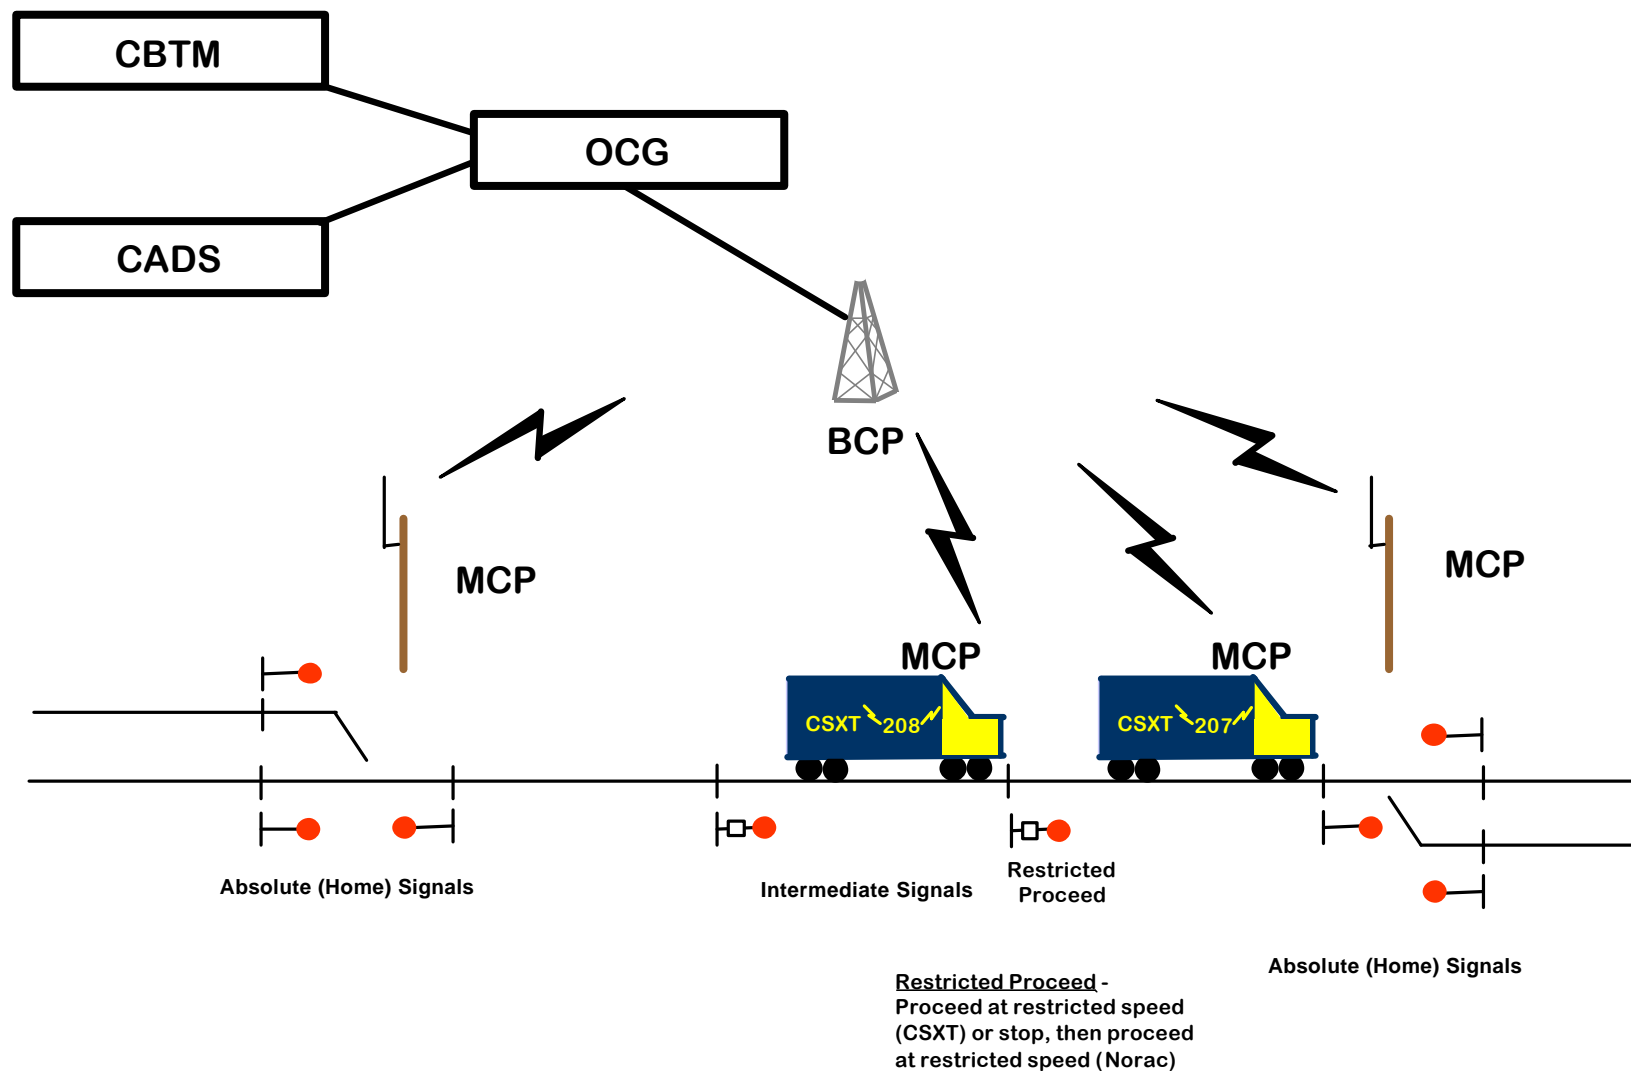 CBTM
OCG
CADS
BCP
MCP
MCP
MCP
MCP
CSXT 208
CSXT 207
Absolute (Home) Signals
Intermediate Signals
Restricted
Proceed
Absolute (Home) Signals
Restricted Proceed -
Proceed at restricted speed
(CSXT) or stop, then proceed
at restricted speed (Norac)